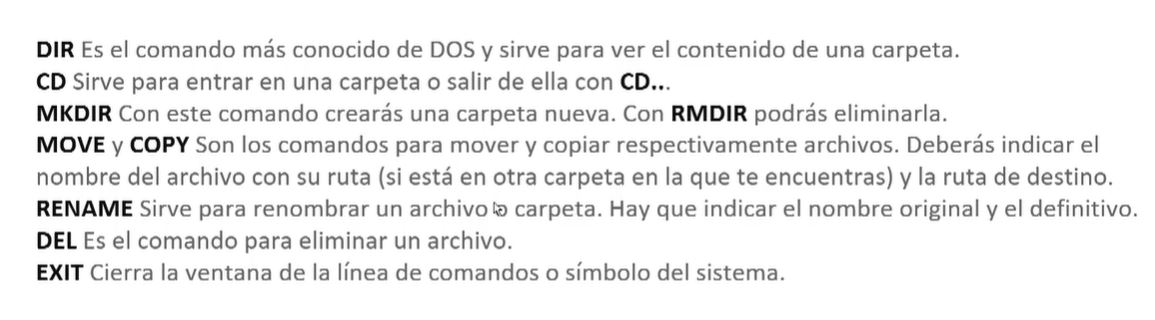 DIR Es el comando más conocido de DOS y sirve para ver el contenido de una carpeta.
CD Sirve para entrar en una carpeta o salir de ella con CD...
MKDIR Con este comando crearás una carpeta nueva. Con RMDIR podrás eliminarla.
MOVE y COPY Son los comandos para mover y copiar respectivamente archivos. Deberás indicar el
nombre del archivo con su ruta (si está en otra carpeta en la que te encuentras) y la ruta de destino.
RENAME Sirve para renombrar un archivo o carpeta. Hay que indicar el nombre original y el definitivo.
DEL Es el comando para eliminar un archivo.
EXIT Cierra la ventana de la línea de comandos o símbolo del sistema.